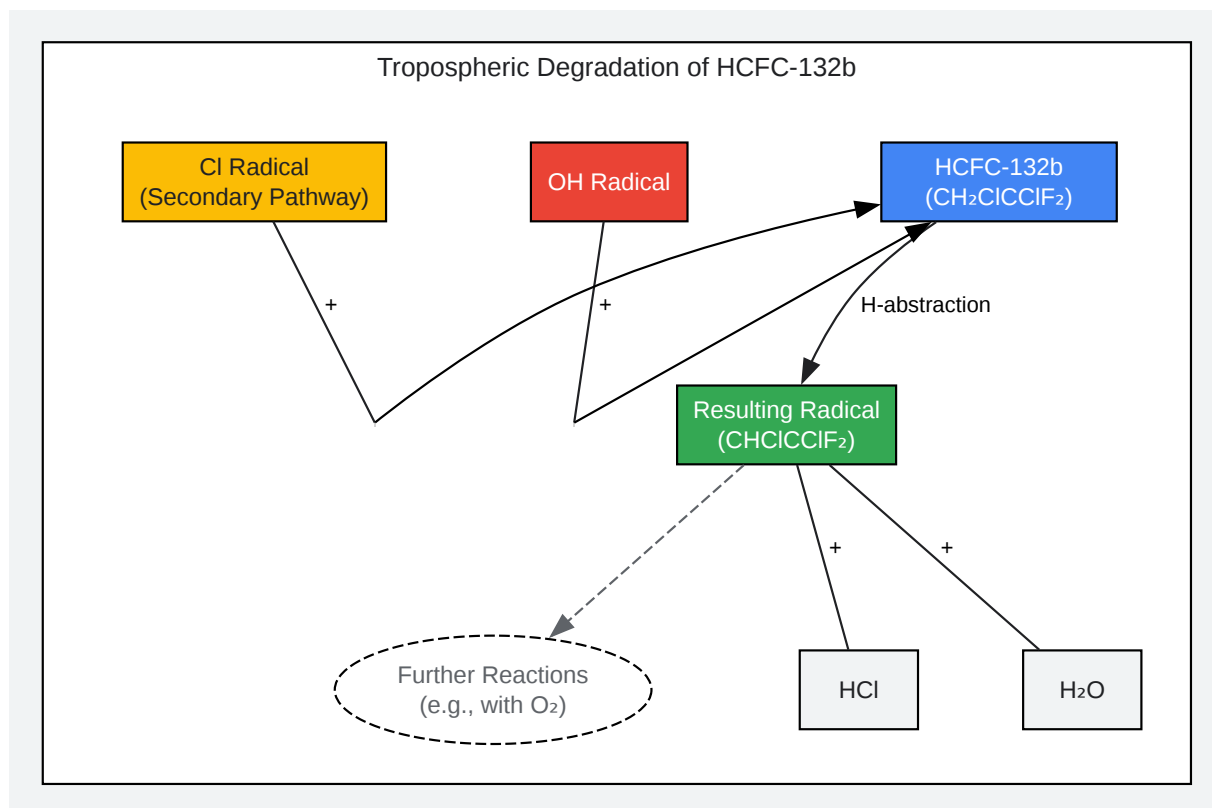 Tropospheric Degradation of HCFC-132b
Cl Radical
(Secondary Pathway)
OH Radical
HCFC-132b
(CH₂ClCClF₂)
+
+
H-abstraction
Resulting Radical
(CHClCClF₂)
+
+
Further Reactions
(e.g., with O₂)
HCl
H₂O